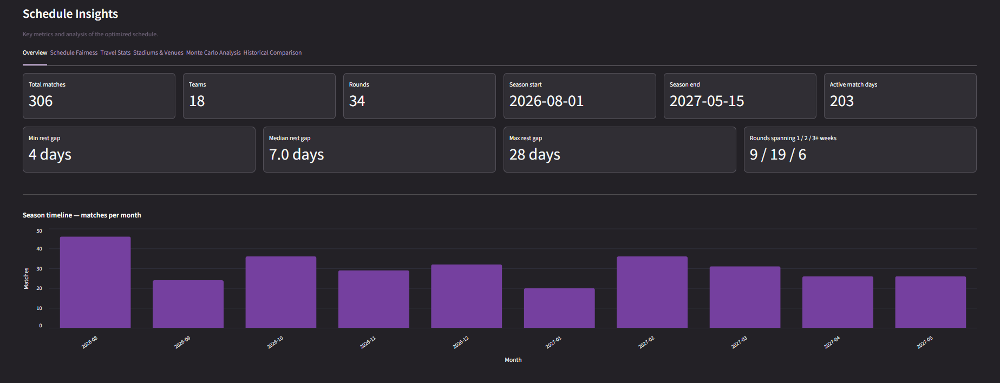 Schedule Insights
Key metrics and analysis of the optimized schedule.
Overview Schedule Fairness Travel Stats Stadiums & Venues Monte Carlo Analysis Historical Comparison
Total matches
306
Teams
18
Rounds
34
Season start
2026-08-01
Season end
2027-05-15
Active match days
203
Min rest gap
4 days
Median rest gap
7.0 days
Max rest gap
28 days
Rounds spanning 1 / 2 / 3+ weeks
9 / 19 / 6
Season timeline — matches per month
Matches
50
40
30
20
10
0
2026-08
2026-09
2026-10
2026-11
2026-12
2027-01
2027-02
2027-03
2027-04
2027-05
Month